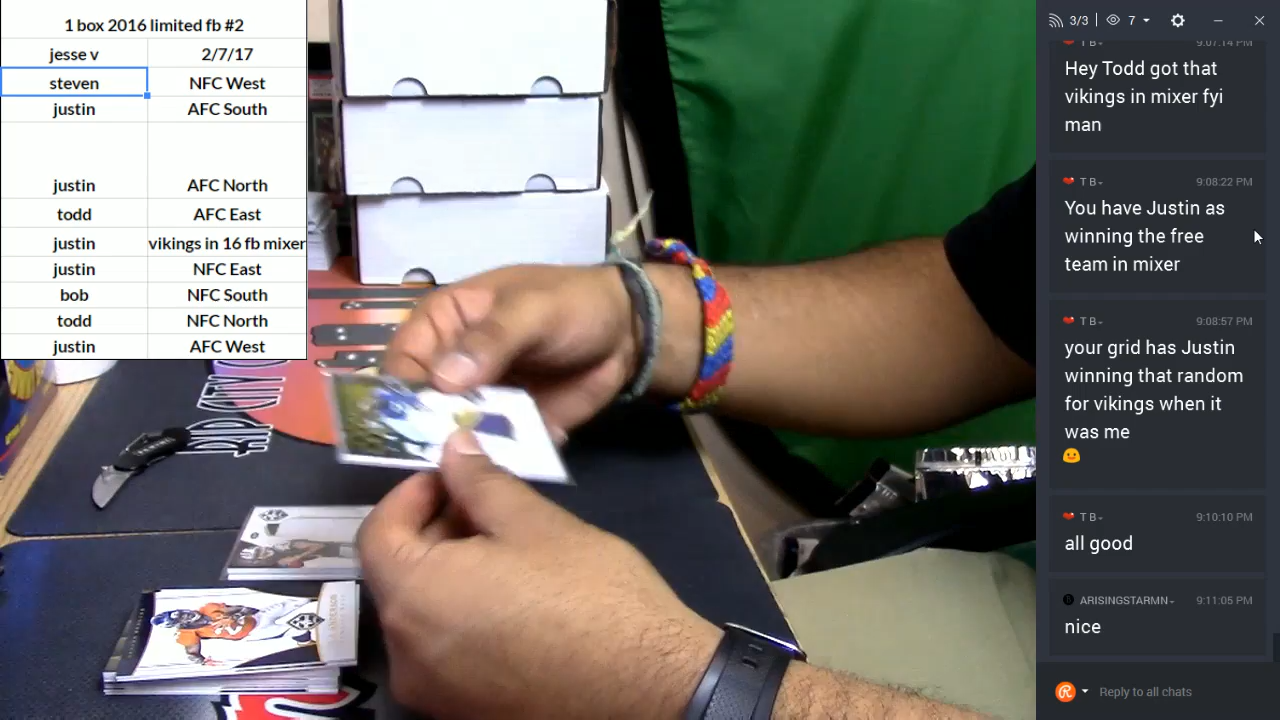 1 box 2016 limited fb #2
jesse v 2/7/17
steven NFC West
justin AFC South
justin AFC North
todd AFC East
justin vikings in 16 fb mixer
justin NFC East
bob NFC South
todd NFC North
justin AFC West
RIP CITY
3/3 7
T B 9:07:14 PM
Hey Todd got that
vikings in mixer fyi
man
T B 9:08:22 PM
You have Justin as
winning the free
team in mixer
T B 9:08:57 PM
your grid has Justin
winning that random
for vikings when it
was me
T B 9:10:10 PM
all good
ARISINGSTARMN 9:11:05 PM
nice
Reply to all chats